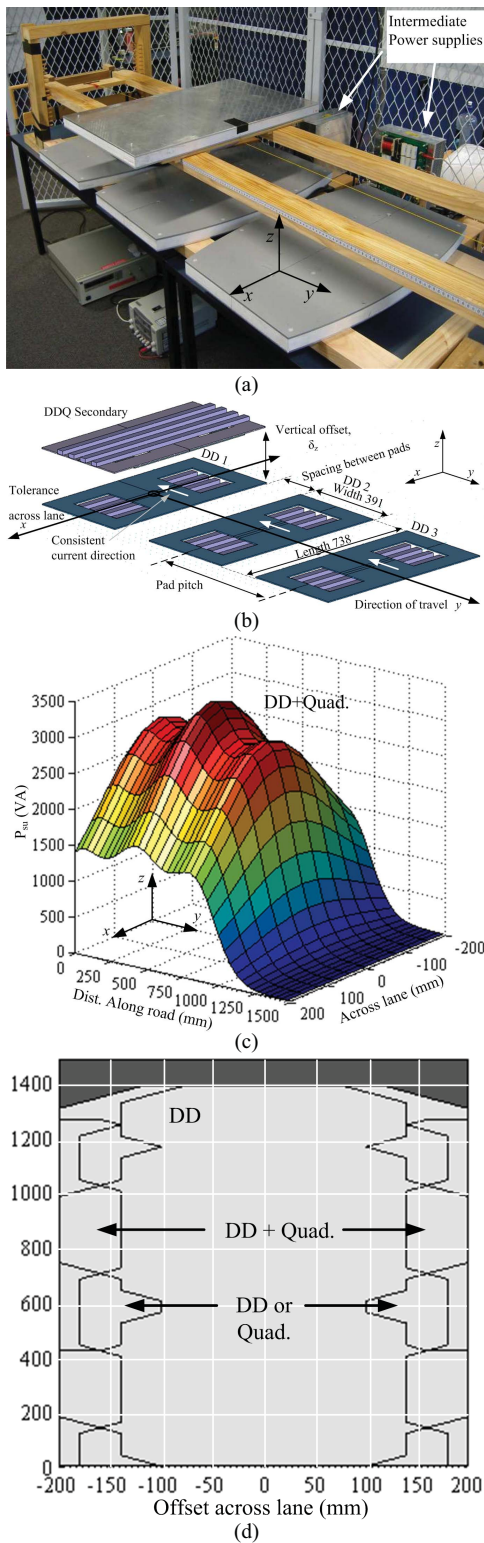 Intermediate
Power supplies
z
x
y
(a)
DDQ Secondary
Vertical offset,
δz
z
x
y
DD 1
Spacing between pads
DD 2
Width 391
Tolerance
across lane
x
DD 3
Consistent
current direction
Length 738
Pad pitch
Direction of travel y
(b)
DD+Quad.
3500
3000
2500
2000
1500
1000
500
0
Psu (VA)
z
x
y
0
250
500
750
1000
1250
1500
Dist. Along road (mm)
200
100
0
-100
-200
Across lane (mm)
(c)
1400
1200
1000
800
600
400
200
0
DD
DD + Quad.
DD or
Quad.
-200 -150 -100 -50 0 50 100 150 200
Offset across lane (mm)
(d)